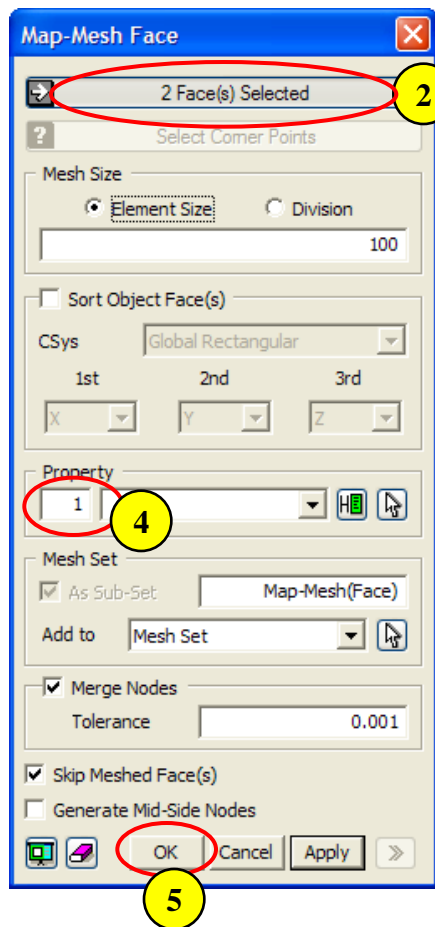 Map-Mesh Face
2 Face(s) Selected
2
? Select Corner Points
Mesh Size
Element Size Division
100
Sort Object Face(s)
CSys Global Rectangular
1st 2nd 3rd
X Y Z
Property
1
4
Mesh Set
As Sub-Set Map-Mesh(Face)
Add to Mesh Set
Merge Nodes
Tolerance 0.001
Skip Meshed Face(s)
Generate Mid-Side Nodes
OK Cancel Apply >>
5